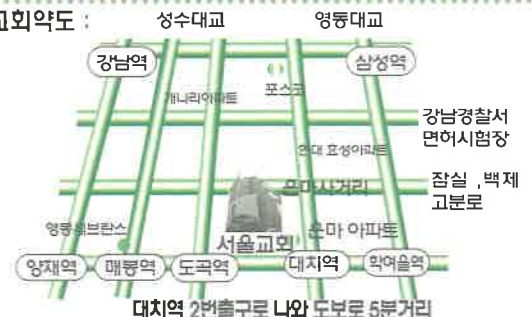 교회약도 :
성수대교
영동대교
강남역
삼성역
포스코
개나리아파트
강남경찰서
면허시험장
현대 효성아파트
은마사거리
잠실 ,백제
고분로
영동세브란스
서울교회
은마 아파트
양재역
매봉역
도곡역
대치역
학여울역
대치역 2번출구로 나와 도보로 5분거리